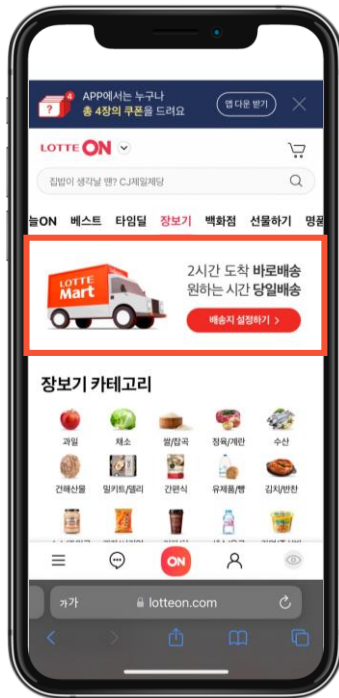 APP에서는 누구나
총 4장의 쿠폰을 드려요
앱 다운 받기
?
4
LOTTE ON
집밥이 생각날 땐? CJ제일제당
늘ON 베스트 타임딜 장보기 백화점 선물하기 명품
LOTTE
Mart
2시간 도착 바로배송
원하는 시간 당일배송
배송지 설정하기 >
장보기 카테고리
과일 채소 쌀/잡곡 정육/계란 수산
건해산물 밀키트/델리 간편식 유제품/빵 김치/반찬
ON
가가 lotteon.com